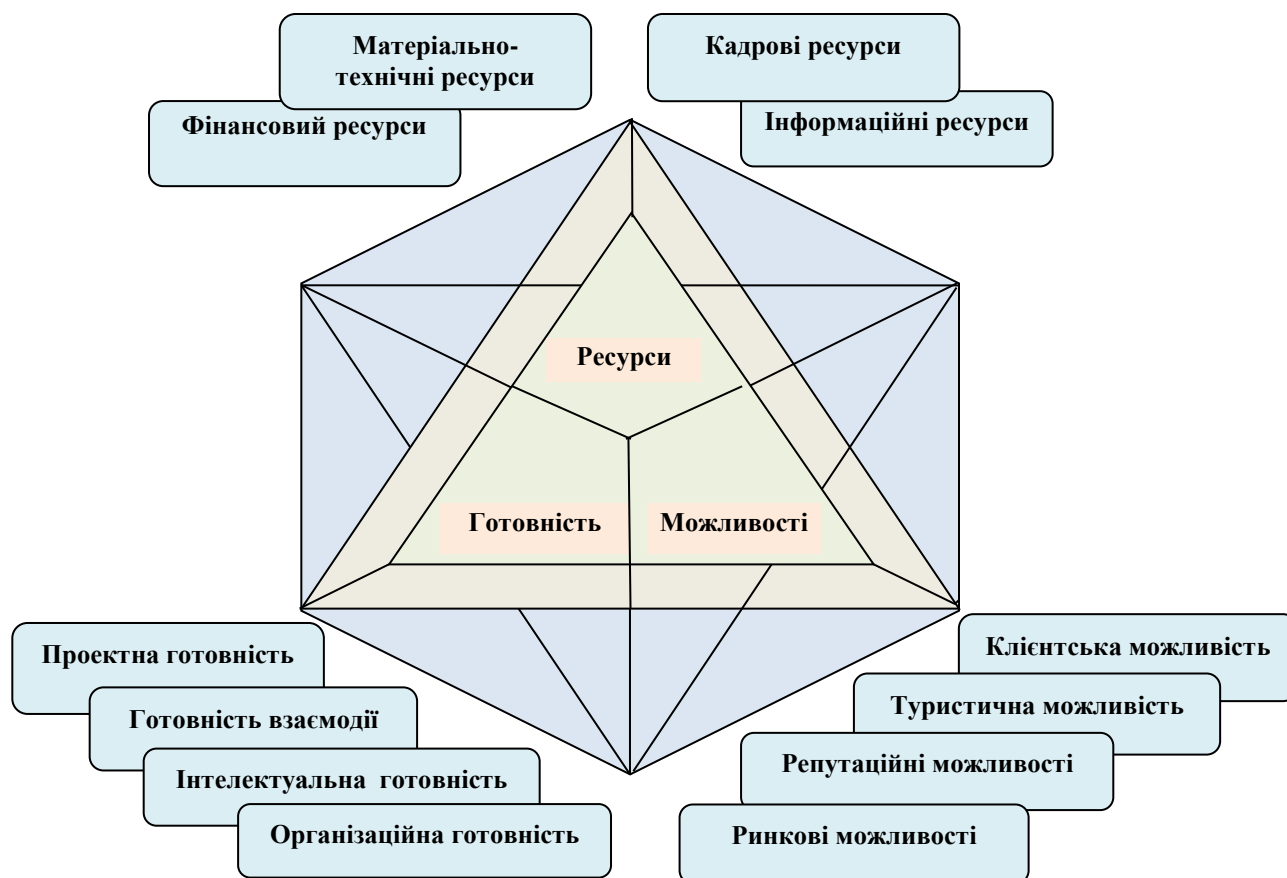 Матеріально-
технічні ресурси
Кадрові ресурси
Фінансовий ресурси
Інформаційні ресурси
Ресурси
Готовність
Можливості
Проектна готовність
Готовність взаємодії
Інтелектуальна  готовність
Організаційна готовність
Клієнтська можливість
Туристична можливість
Репутаційні можливості
Ринкові можливості